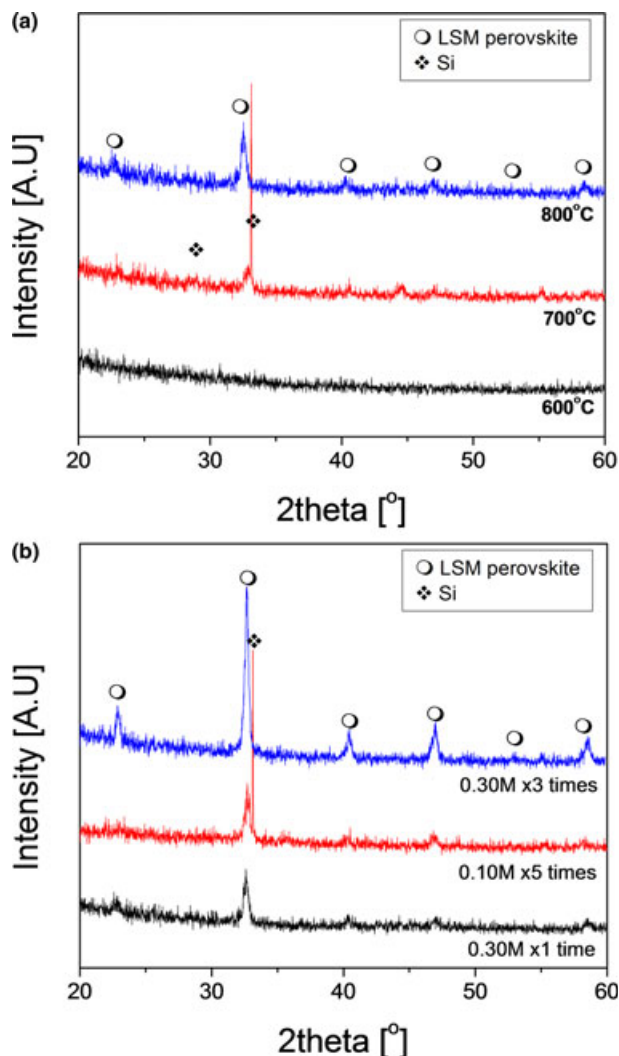 (a)
LSM perovskite
Si
Intensity [A.U]
800°C
700°C
600°C
20 30 40 50 60
2theta [°]
(b)
LSM perovskite
Si
Intensity [A.U]
0.30M x3 times
0.10M x5 times
0.30M x1 time
20 30 40 50 60
2theta [°]